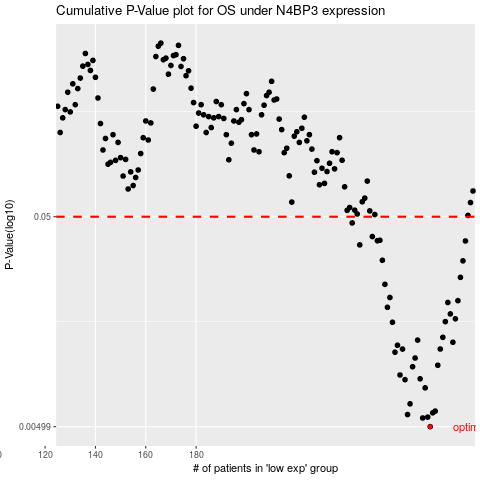 Cumulative P-Value plot for OS under N4BP3 expression
P-Value(log10)
0.05
0.00499
optim
0
120
140
160
180
# of patients in 'low exp' group